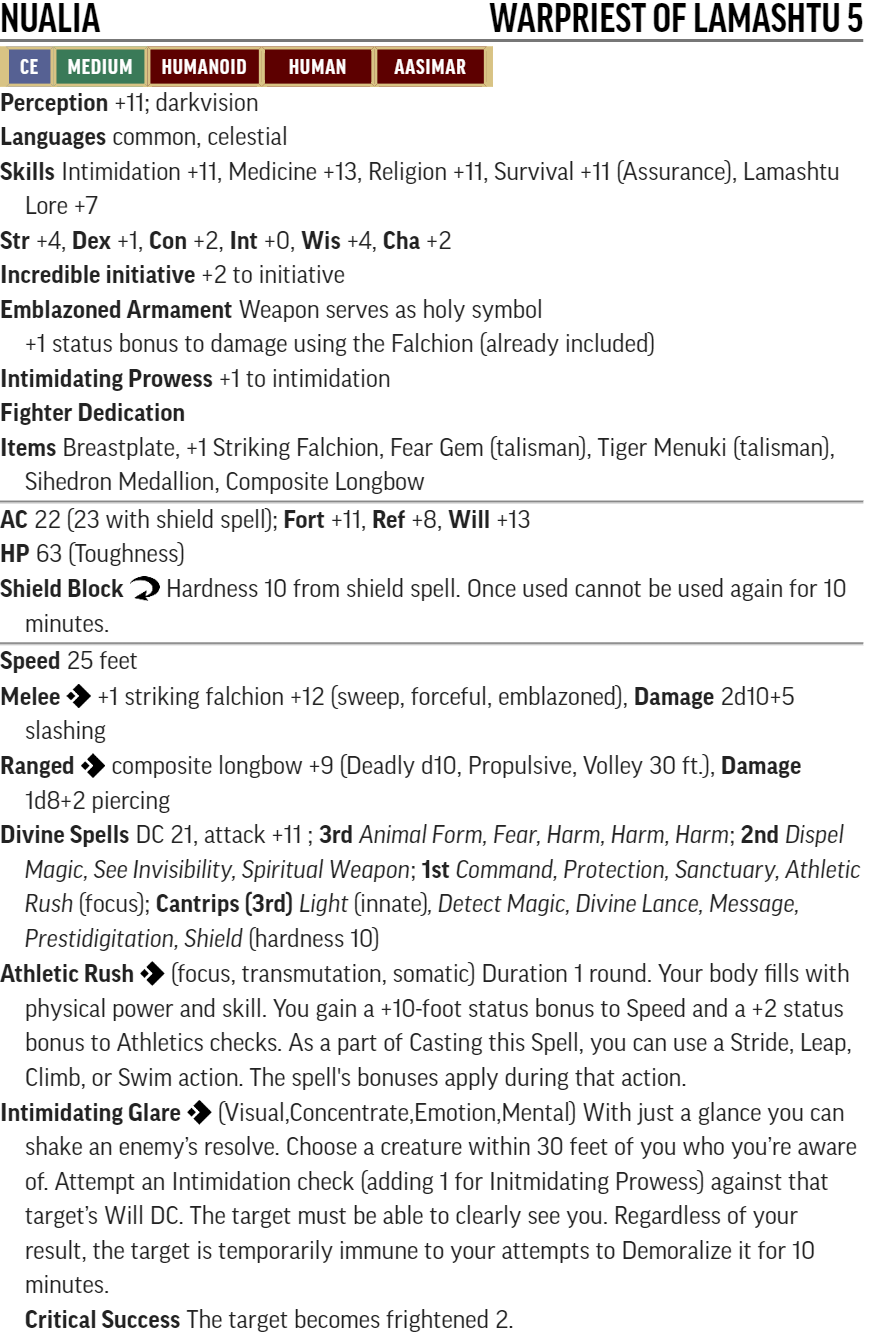 NUALIA WARPRIEST OF LAMASHTU 5
CE MEDIUM HUMANOID HUMAN AASIMAR
Perception +11; darkvision
Languages common, celestial
Skills Intimidation +11, Medicine +13, Religion +11, Survival +11 (Assurance), Lamashtu
Lore +7
Str +4, Dex +1, Con +2, Int +0, Wis +4, Cha +2
Incredible initiative +2 to initiative
Emblazoned Armament Weapon serves as holy symbol
+1 status bonus to damage using the Falchion (already included)
Intimidating Prowess +1 to intimidation
Fighter Dedication
Items Breastplate, +1 Striking Falchion, Fear Gem (talisman), Tiger Menuki (talisman),
Sihedron Medallion, Composite Longbow
AC 22 (23 with shield spell); Fort +11, Ref +8, Will +13
HP 63 (Toughness)
Shield Block Hardness 10 from shield spell. Once used cannot be used again for 10
minutes.
Speed 25 feet
Melee +1 striking falchion +12 (sweep, forceful, emblazoned), Damage 2d10+5
slashing
Ranged composite longbow +9 (Deadly d10, Propulsive, Volley 30 ft.), Damage
1d8+2 piercing
Divine Spells DC 21, attack +11 ; 3rd Animal Form, Fear, Harm, Harm, Harm; 2nd Dispel
Magic, See Invisibility, Spiritual Weapon; 1st Command, Protection, Sanctuary, Athletic
Rush (focus); Cantrips (3rd) Light (innate), Detect Magic, Divine Lance, Message,
Prestidigitation, Shield (hardness 10)
Athletic Rush (focus, transmutation, somatic) Duration 1 round. Your body fills with
physical power and skill. You gain a +10-foot status bonus to Speed and a +2 status
bonus to Athletics checks. As a part of Casting this Spell, you can use a Stride, Leap,
Climb, or Swim action. The spell's bonuses apply during that action.
Intimidating Glare (Visual,Concentrate,Emotion,Mental) With just a glance you can
shake an enemy’s resolve. Choose a creature within 30 feet of you who you’re aware
of. Attempt an Intimidation check (adding 1 for Initmidating Prowess) against that
target’s Will DC. The target must be able to clearly see you. Regardless of your
result, the target is temporarily immune to your attempts to Demoralize it for 10
minutes.
Critical Success The target becomes frightened 2.